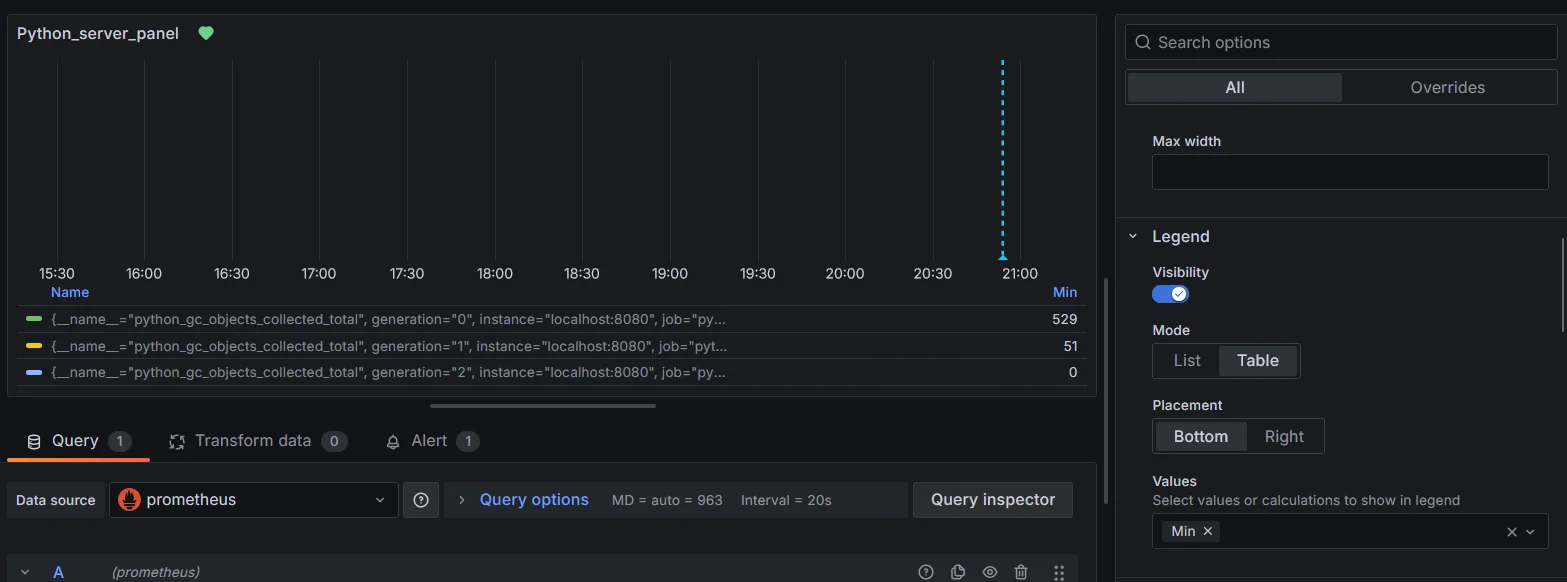 Python_server_panel
15:30 16:00 16:30 17:00 17:30 18:00 18:30 19:00 19:30 20:00 20:30 21:00
Name Min
{__name__="python_gc_objects_collected_total", generation="0", instance="localhost:8080", job="py... 529
{__name__="python_gc_objects_collected_total", generation="1", instance="localhost:8080", job="pyt... 51
{__name__="python_gc_objects_collected_total", generation="2", instance="localhost:8080", job="py... 0
Query 1 Transform data 0 Alert 1
Data source prometheus Query options MD = auto = 963 Interval = 20s Query inspector
A (prometheus)
Search options
All Overrides
Max width
Legend
Visibility
Mode
List Table
Placement
Bottom Right
Values
Select values or calculations to show in legend
Min